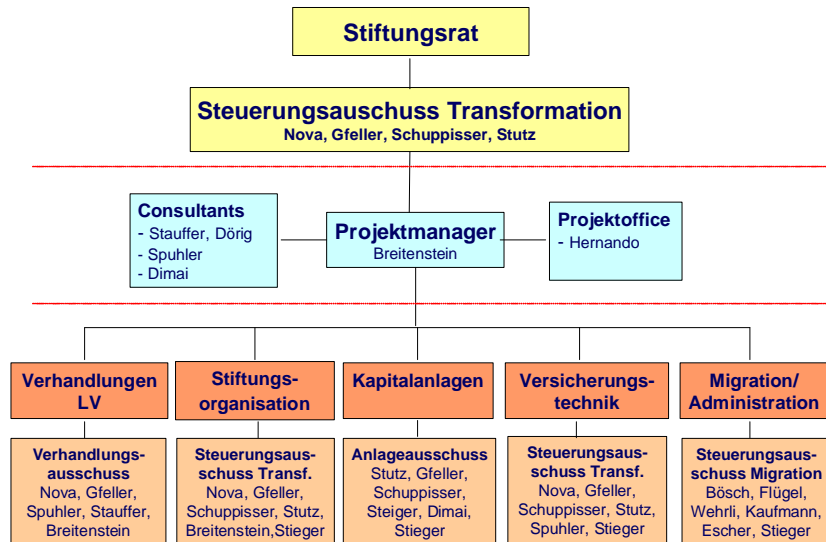 Stiftungsrat
Steuerungsauschuss Transformation
Nova, Gfeller, Schuppisser, Stutz
Consultants
- Stauffer, Dörig
- Spuhler
- Dimai
Projektmanager
Breitenstein
Projektoffice
- Hernando
Verhandlungen
LV
Stiftungs-
organisation
Kapitalanlagen
Versicherungs-
technik
Migration/
Administration
Verhandlungs-
ausschuss
Nova, Gfeller,
Spuhler, Stauffer,
Breitenstein
Steuerungsaus-
schuss Transf.
Nova, Gfeller,
Schuppisser, Stutz,
Breitenstein,Stieger
Anlageausschuss
Stutz, Gfeller,
Schuppisser,
Steiger, Dimai,
Stieger
Steuerungsaus-
schuss Transf.
Nova, Gfeller,
Schuppisser, Stutz,
Spuhler, Stieger
Steuerungsaus-
schuss Migration
Bösch, Flügel,
Wehrli, Kaufmann,
Escher, Stieger